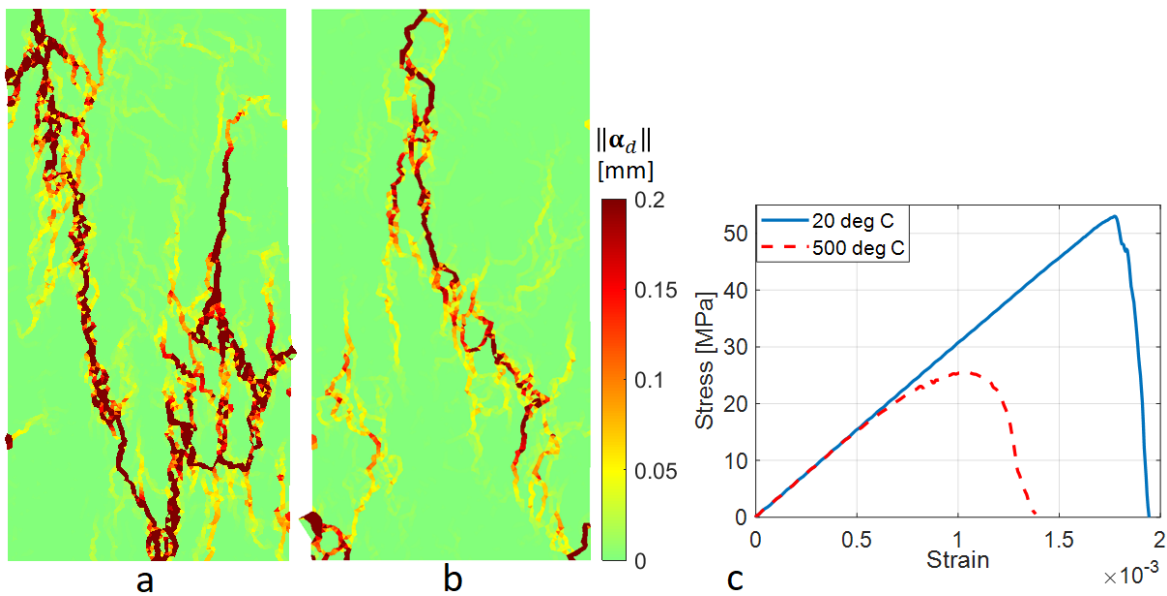 ‖α_d‖
[mm]
0.2
0.15
0.1
0.05
0
a
b
c
20 deg C
500 deg C
Stress [MPa]
50
40
30
20
10
0
0
0.5
1
1.5
2
Strain
×10⁻³